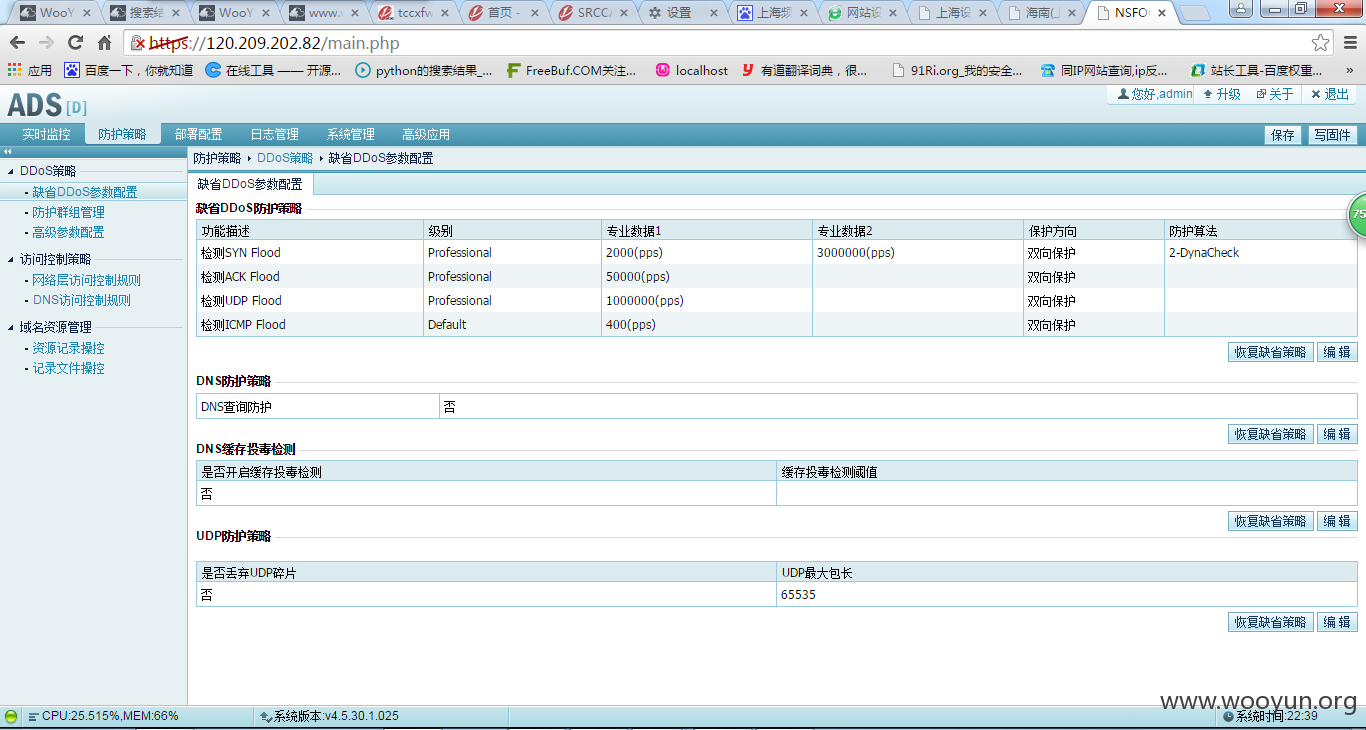 WooY 搜索结 WooY www.v tccxfw 首页 - SRCCA 设置 上海频 网站设 上海设 海南(_ NSFO
https://120.209.202.82/main.php
应用 百度一下，你就知道 在线工具 —— 开源... python的搜索结果_... FreeBuf.COM关注... localhost 有道翻译词典，很... 91Ri.org_我的安全... 同IP网站查询,ip反... 站长工具-百度权重... »
ADS [D]
您好,admin 升级 关于 退出
实时监控 防护策略 部署配置 日志管理 系统管理 高级应用 保存 写固件
防护策略 DDoS策略 缺省DDoS参数配置
DDoS策略
缺省DDoS参数配置
防护群组管理
高级参数配置
访问控制策略
网络层访问控制规则
DNS访问控制规则
域名资源管理
资源记录操控
记录文件操控
缺省DDoS参数配置
缺省DDoS防护策略
功能描述 级别 专业数据1 专业数据2 保护方向 防护算法
检测SYN Flood Professional 2000(pps) 3000000(pps) 双向保护 2-DynaCheck
检测ACK Flood Professional 50000(pps) 双向保护
检测UDP Flood Professional 1000000(pps) 双向保护
检测ICMP Flood Default 400(pps) 双向保护
恢复缺省策略 编 辑
DNS防护策略
DNS查询防护 否
恢复缺省策略 编 辑
DNS缓存投毒检测
是否开启缓存投毒检测 缓存投毒检测阈值
否
恢复缺省策略 编 辑
UDP防护策略
是否丢弃UDP碎片 UDP最大包长
否 65535
恢复缺省策略 编 辑
75
www.wooyun.org
CPU:25.515%,MEM:66% 系统版本:v4.5.30.1.025 系统时间:22:39